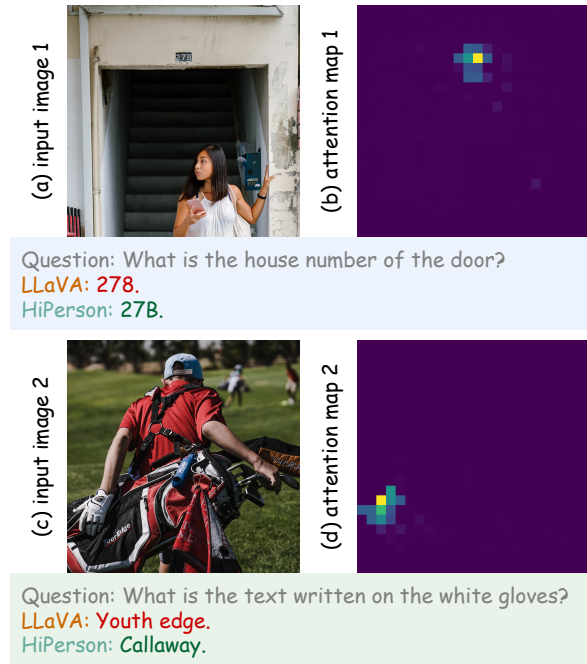 (a) input image 1
27B
(b) attention map 1
Question: What is the house number of the door?
LLaVA: 278.
HiPerson: 27B.
(c) input image 2
TourEdge
(d) attention map 2
Question: What is the text written on the white gloves?
LLaVA: Youth edge.
HiPerson: Callaway.